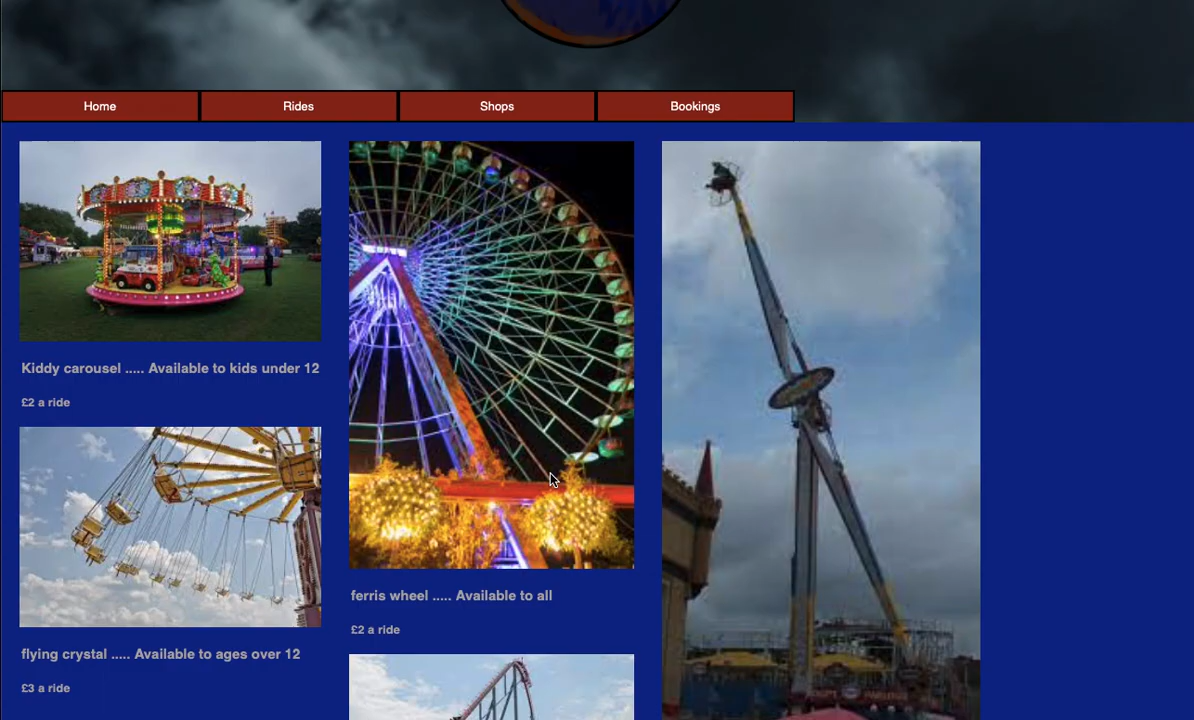 Home
Rides
Shops
Bookings
Kiddy carousel ..... Available to kids under 12
£2 a ride
flying crystal ..... Available to ages over 12
£3 a ride
ferris wheel ..... Available to all
£2 a ride